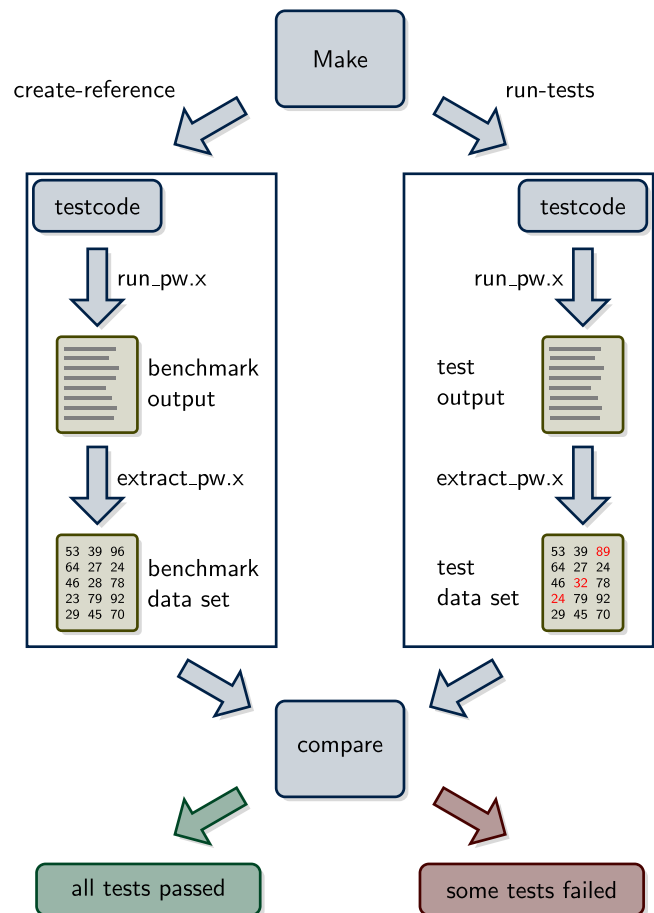 Make
create-reference
run-tests
testcode
run_pw.x
benchmark
output
extract_pw.x
53 39 96
64 27 24
46 28 78
23 79 92
29 45 70
benchmark
data set
testcode
run_pw.x
test
output
extract_pw.x
test
data set
53 39 89
64 27 24
46 32 78
24 79 92
29 45 70
compare
all tests passed
some tests failed